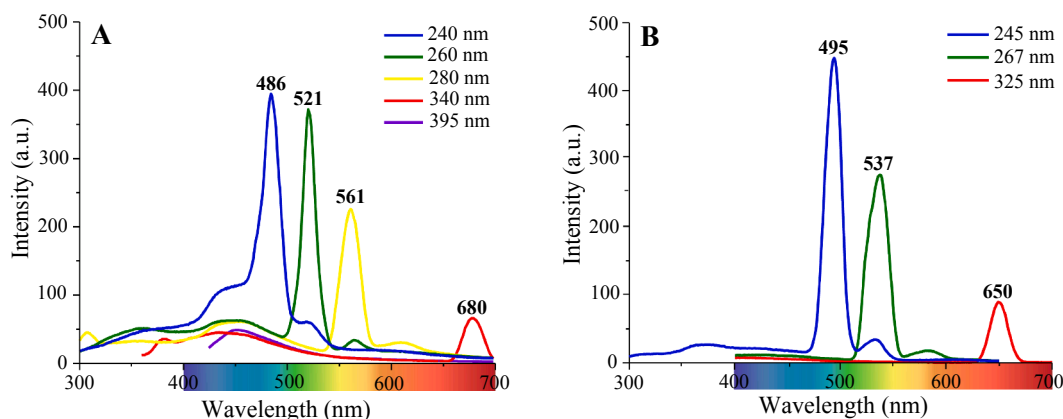 A
500
400
300
200
100
0
300
400
500
600
700
Intensity (a.u.)
Wavelength (nm)
240 nm
260 nm
280 nm
340 nm
395 nm
486
521
561
680
B
500
400
300
200
100
0
300
400
500
600
700
Intensity (a.u.)
Wavelength (nm)
245 nm
267 nm
325 nm
495
537
650